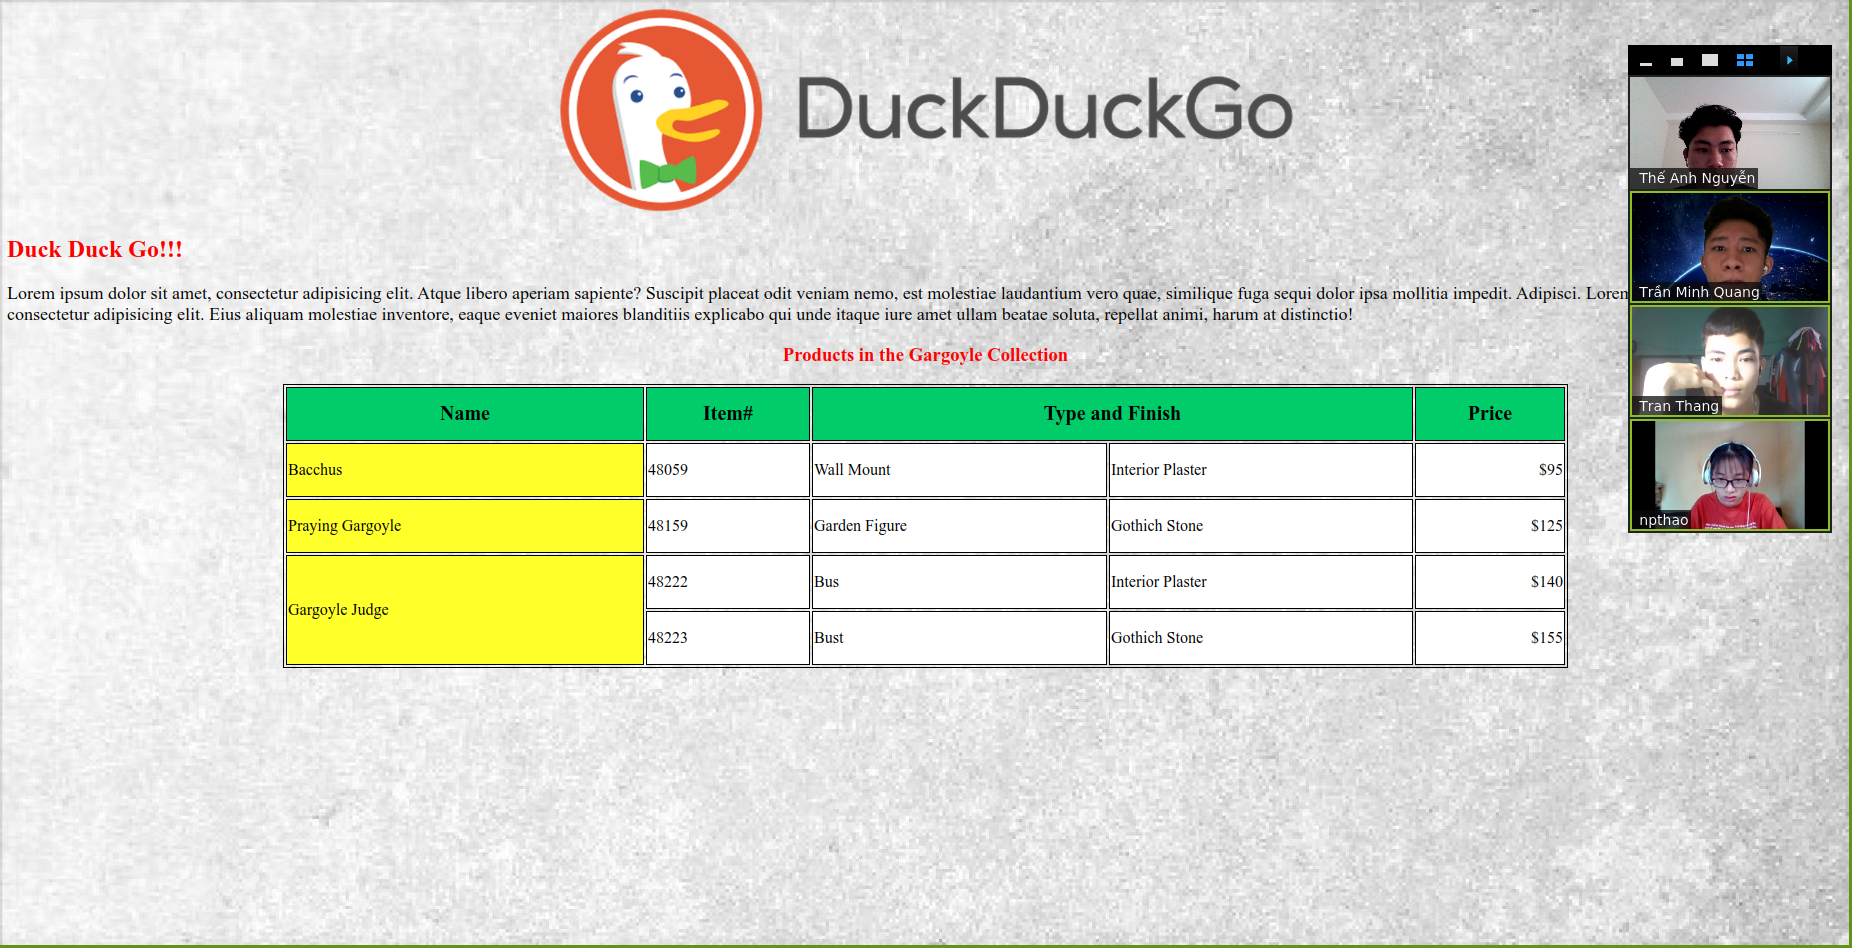 DuckDuckGo
Duck Duck Go!!!
Lorem ipsum dolor sit amet, consectetur adipisicing elit. Atque libero aperiam sapiente? Suscipit placeat odit veniam nemo, est molestiae laudantium vero quae, similique fuga sequi dolor ipsa mollitia impedit. Adipisci. Loren
consectetur adipisicing elit. Eius aliquam molestiae inventore, eaque eveniet maiores blanditiis explicabo qui unde itaque iure amet ullam beatae soluta, repellat animi, harum at distinctio!
Products in the Gargoyle Collection
Name Item# Type and Finish Price
Bacchus 48059 Wall Mount Interior Plaster $95
Praying Gargoyle 48159 Garden Figure Gothich Stone $125
Gargoyle Judge
48222 Bus Interior Plaster $140
48223 Bust Gothich Stone $155
Thế Anh Nguyễn
Trần Minh Quang
Tran Thang
npthao